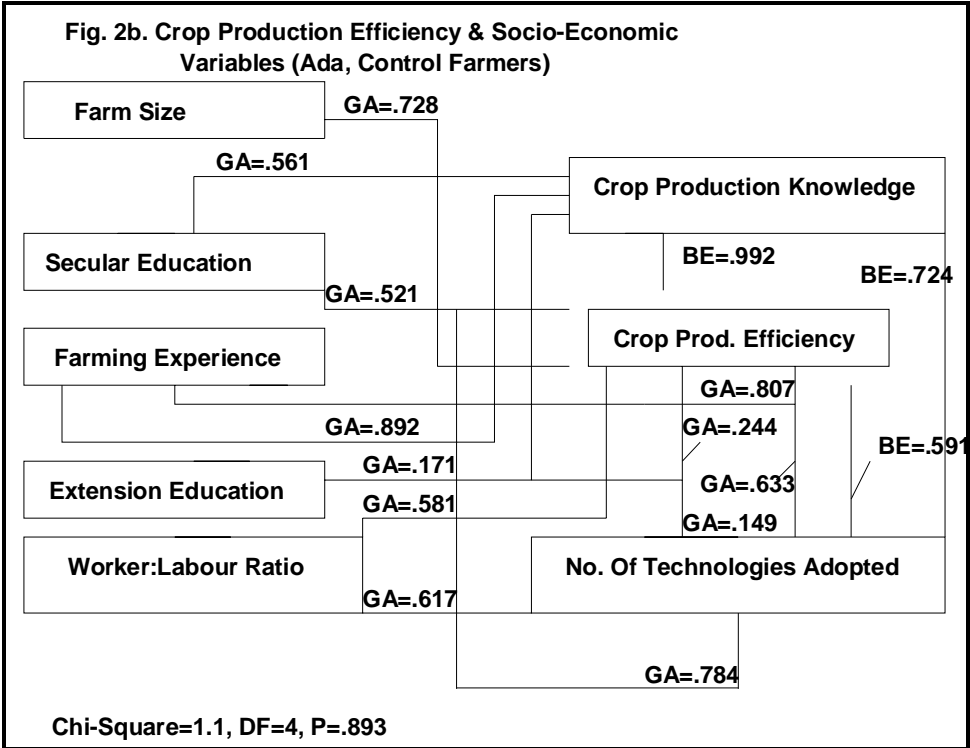 Fig. 2b. Crop Production Efficiency & Socio-Economic
Variables (Ada, Control Farmers)
Farm Size
GA=.728
GA=.561
Crop Production Knowledge
Secular Education
BE=.992
BE=.724
GA=.521
Crop Prod. Efficiency
Farming Experience
GA=.807
GA=.892
GA=.244
BE=.591
GA=.171
Extension Education
GA=.633
GA=.581
GA=.149
Worker:Labour Ratio
No. Of Technologies Adopted
GA=.617
GA=.784
Chi-Square=1.1, DF=4, P=.893